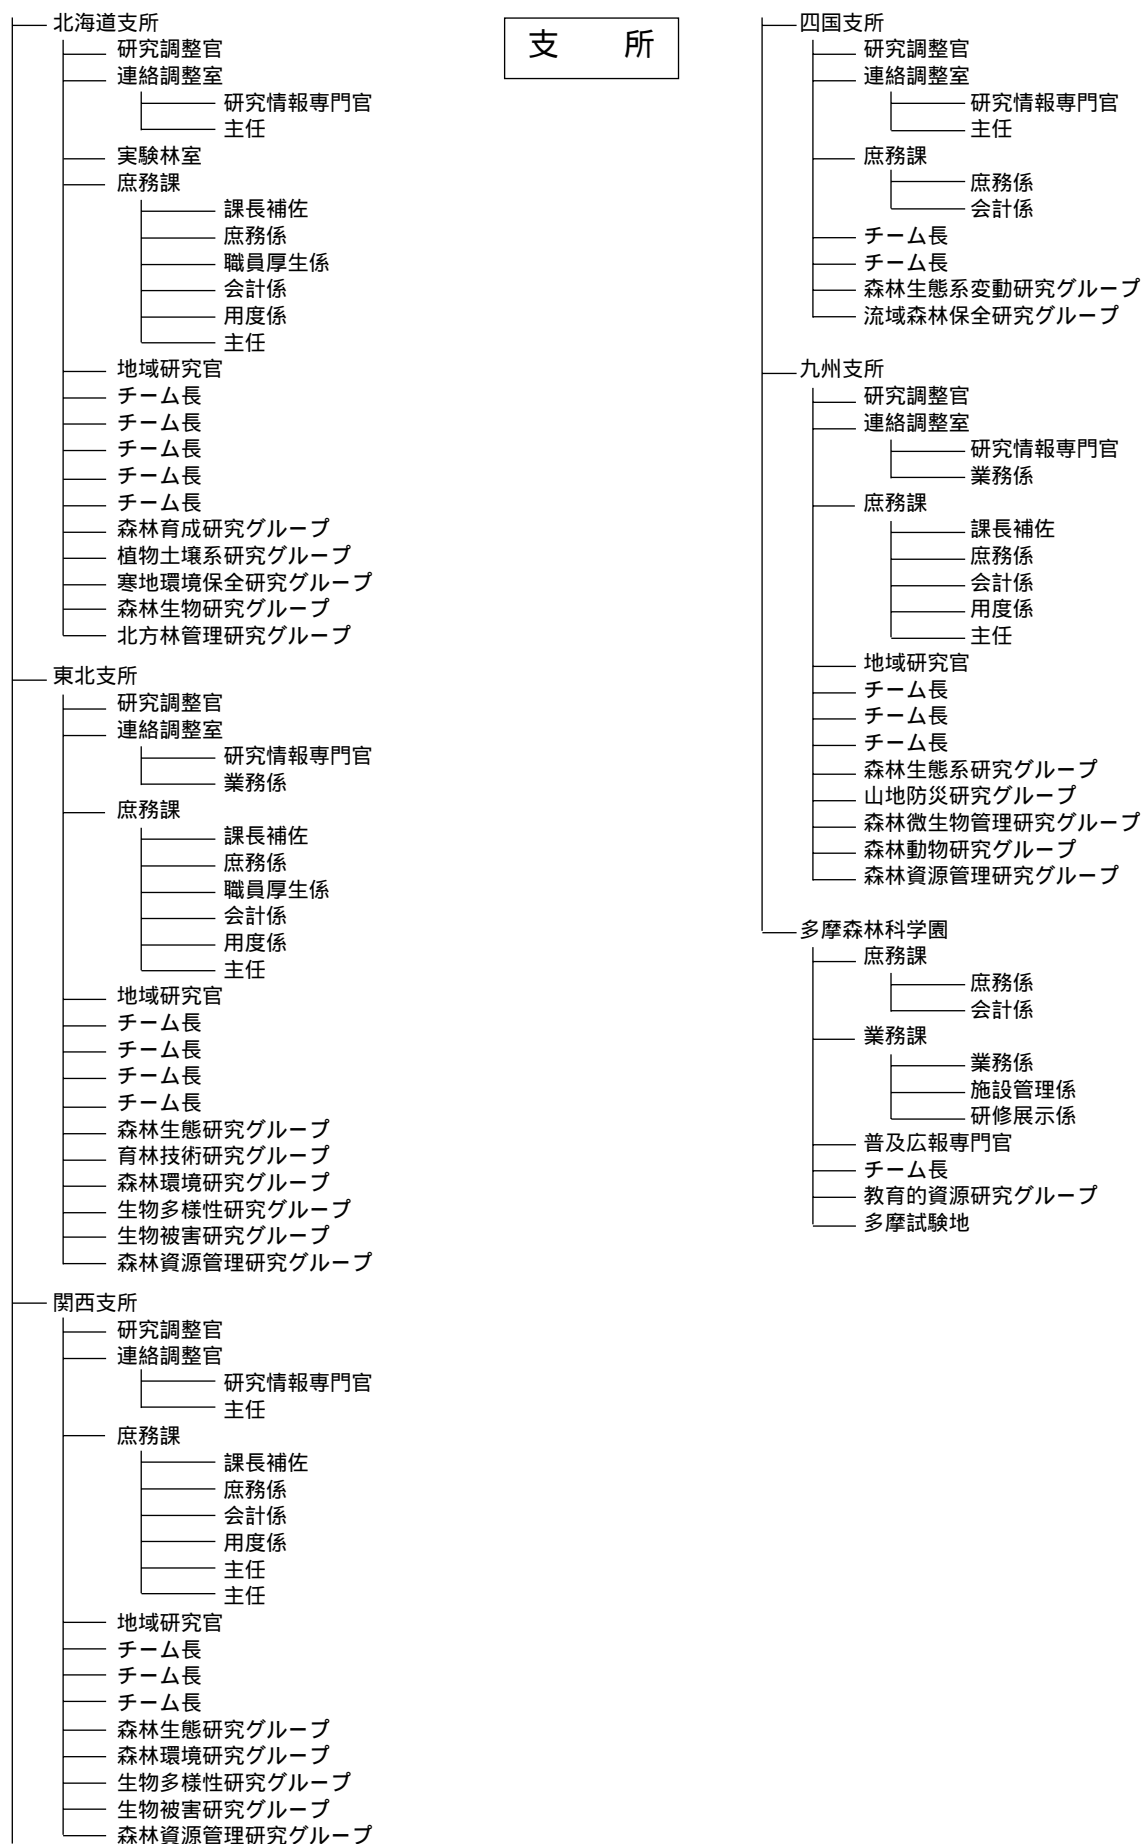 支 所
北海道支所
研究調整官
連絡調整室
研究情報専門官
主任
実験林室
庶務課
課長補佐
庶務係
職員厚生係
会計係
用度係
主任
地域研究官
チーム長
チーム長
チーム長
チーム長
チーム長
森林育成研究グループ
植物土壌系研究グループ
寒地環境保全研究グループ
森林生物研究グループ
北方林管理研究グループ
東北支所
研究調整官
連絡調整室
研究情報専門官
業務係
庶務課
課長補佐
庶務係
職員厚生係
会計係
用度係
主任
地域研究官
チーム長
チーム長
チーム長
チーム長
森林生態研究グループ
育林技術研究グループ
森林環境研究グループ
生物多様性研究グループ
生物被害研究グループ
森林資源管理研究グループ
関西支所
研究調整官
連絡調整官
研究情報専門官
主任
庶務課
課長補佐
庶務係
会計係
用度係
主任
主任
地域研究官
チーム長
チーム長
チーム長
森林生態研究グループ
森林環境研究グループ
生物多様性研究グループ
生物被害研究グループ
森林資源管理研究グループ
四国支所
研究調整官
連絡調整室
研究情報専門官
主任
庶務課
庶務係
会計係
チーム長
チーム長
森林生態系変動研究グループ
流域森林保全研究グループ
九州支所
研究調整官
連絡調整室
研究情報専門官
業務係
庶務課
課長補佐
庶務係
会計係
用度係
主任
地域研究官
チーム長
チーム長
チーム長
森林生態系研究グループ
山地防災研究グループ
森林微生物管理研究グループ
森林動物研究グループ
森林資源管理研究グループ
多摩森林科学園
庶務課
庶務係
会計係
業務課
業務係
施設管理係
研修展示係
普及広報専門官
チーム長
教育的資源研究グループ
多摩試験地